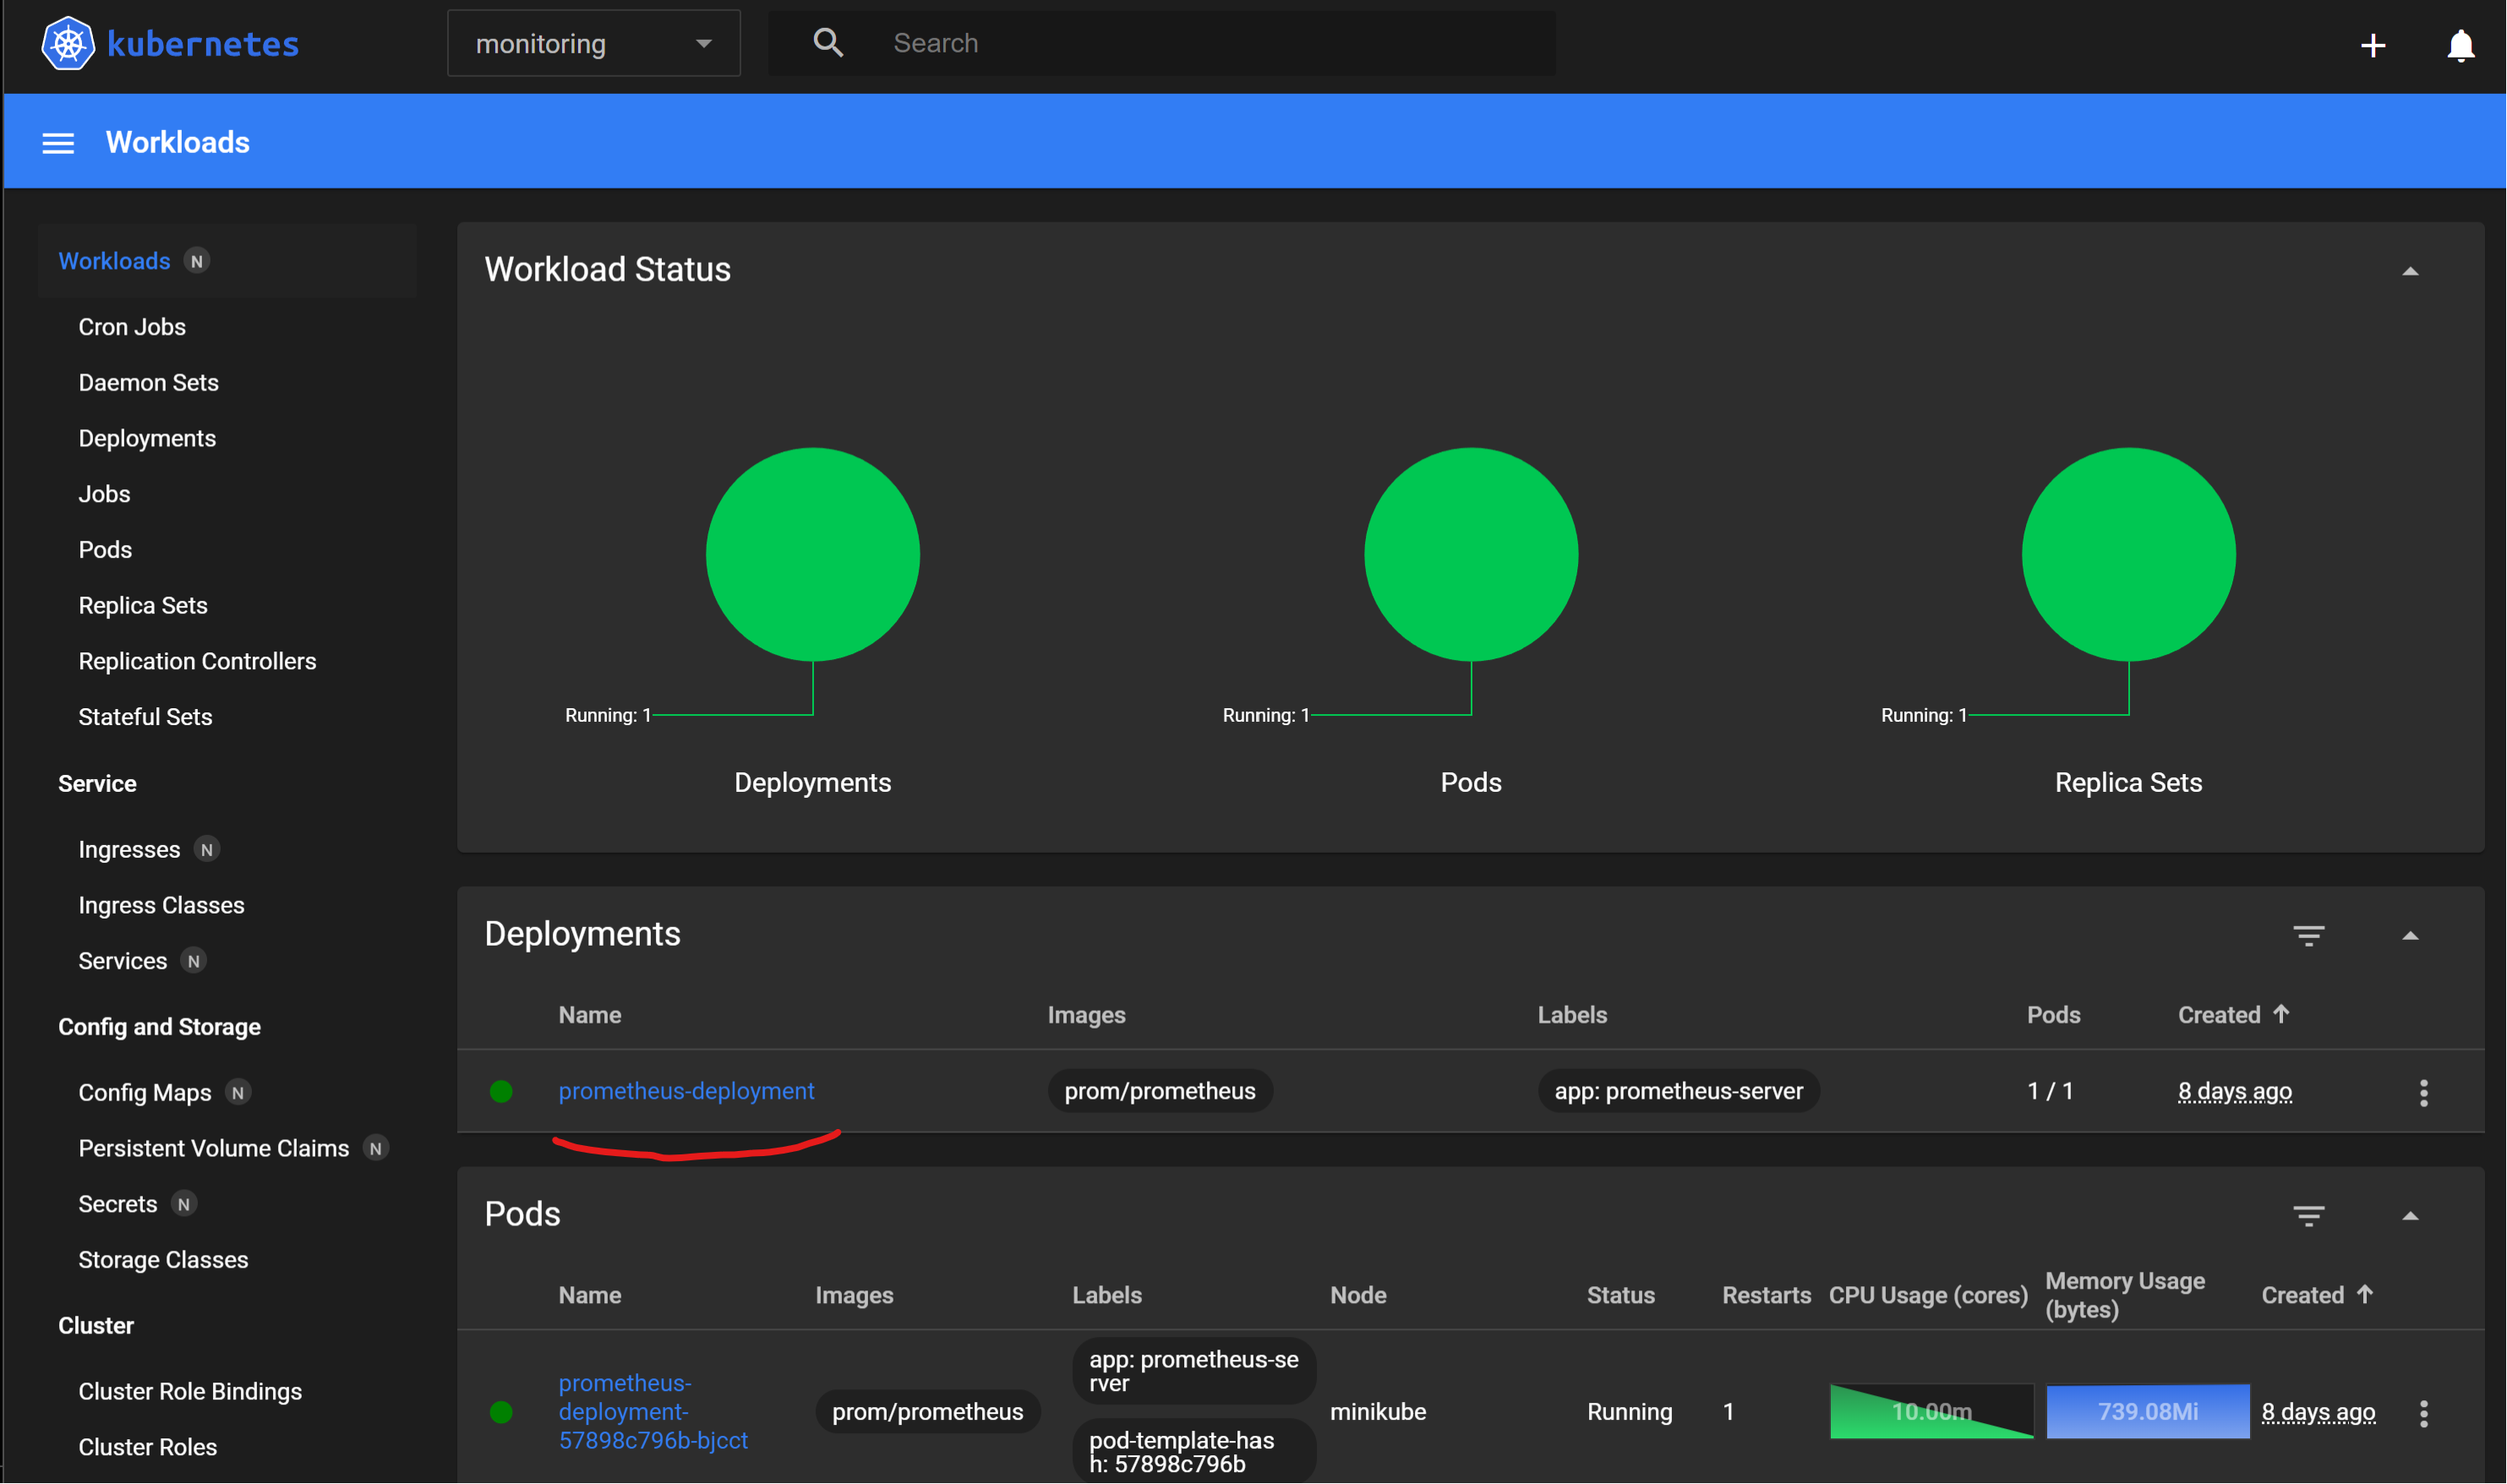 kubernetes
monitoring
Search
Workloads
Workloads N
Cron Jobs
Daemon Sets
Deployments
Jobs
Pods
Replica Sets
Replication Controllers
Stateful Sets
Service
Ingresses N
Ingress Classes
Services N
Config and Storage
Config Maps N
Persistent Volume Claims N
Secrets N
Storage Classes
Cluster
Cluster Role Bindings
Cluster Roles
Workload Status
Running: 1
Running: 1
Running: 1
Deployments
Pods
Replica Sets
Deployments
Name Images Labels Pods Created
prometheus-deployment prom/prometheus app: prometheus-server 1 / 1 8 days ago
Pods
Name Images Labels Node Status Restarts CPU Usage (cores) Memory Usage
(bytes) Created
prometheus-
deployment-
57898c796b-bjcct
prom/prometheus
app: prometheus-se
rver
pod-template-has
h: 57898c796b
minikube
Running
1
10.00m
739.08Mi
8 days ago